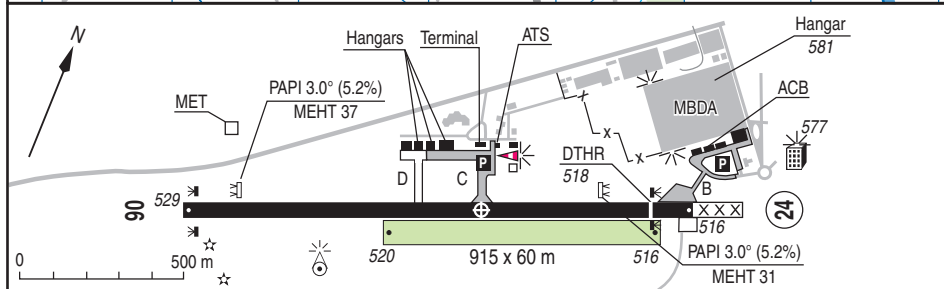 N
MET
PAPI 3.0° (5.2%)
MEHT 37
Hangars
Terminal
ATS
Hangar
581
MBDA
ACB
577
x
x
x
P
P
DTHR
518
D
C
B
06
529
X X X
24
516
520
915 x 60 m
516
PAPI 3.0° (5.2%)
MEHT 31
0
500 m